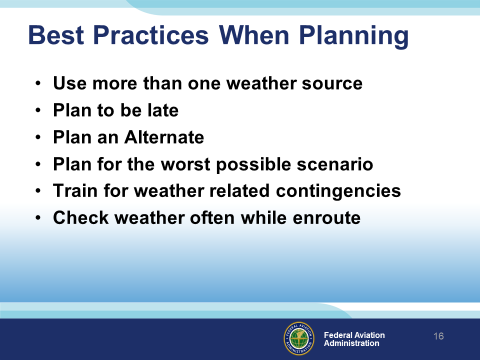 Best Practices When Planning
• Use more than one weather source
• Plan to be late
• Plan an Alternate
• Plan for the worst possible scenario
• Train for weather related contingencies
• Check weather often while enroute
Federal Aviation
Administration
16